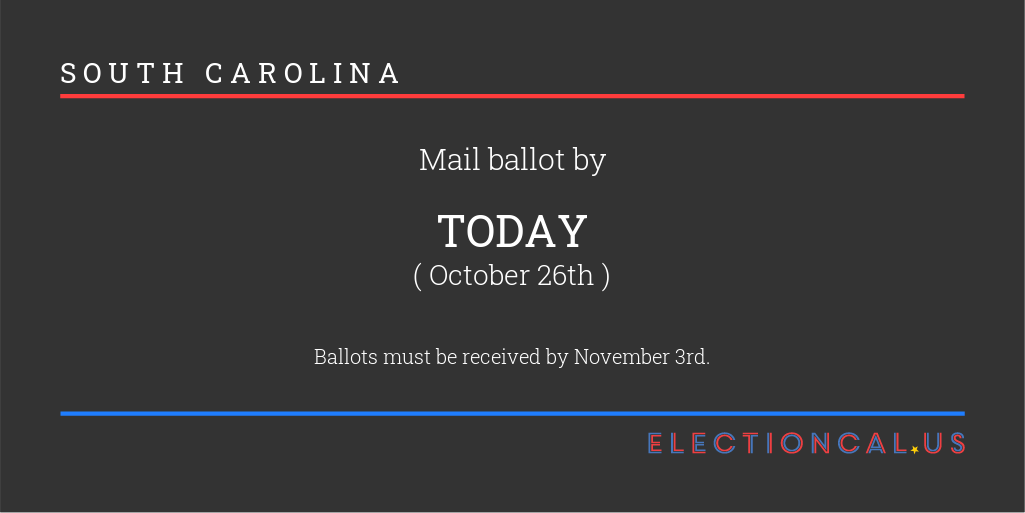 SOUTH CAROLINA
Mail ballot by
TODAY
( October 26th )
Ballots must be received by November 3rd.
ELECTIONCAL.US